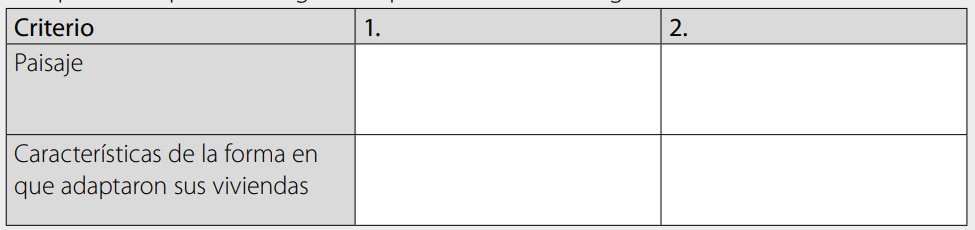 Criterio 1. 2.
Paisaje
Características de la forma en
que adaptaron sus viviendas